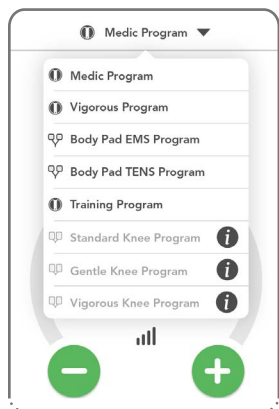 Medic Program
Medic Program
Vigorous Program
Body Pad EMS Program
Body Pad TENS Program
Training Program
Standard Knee Program i
Gentle Knee Program i
Vigorous Knee Program i